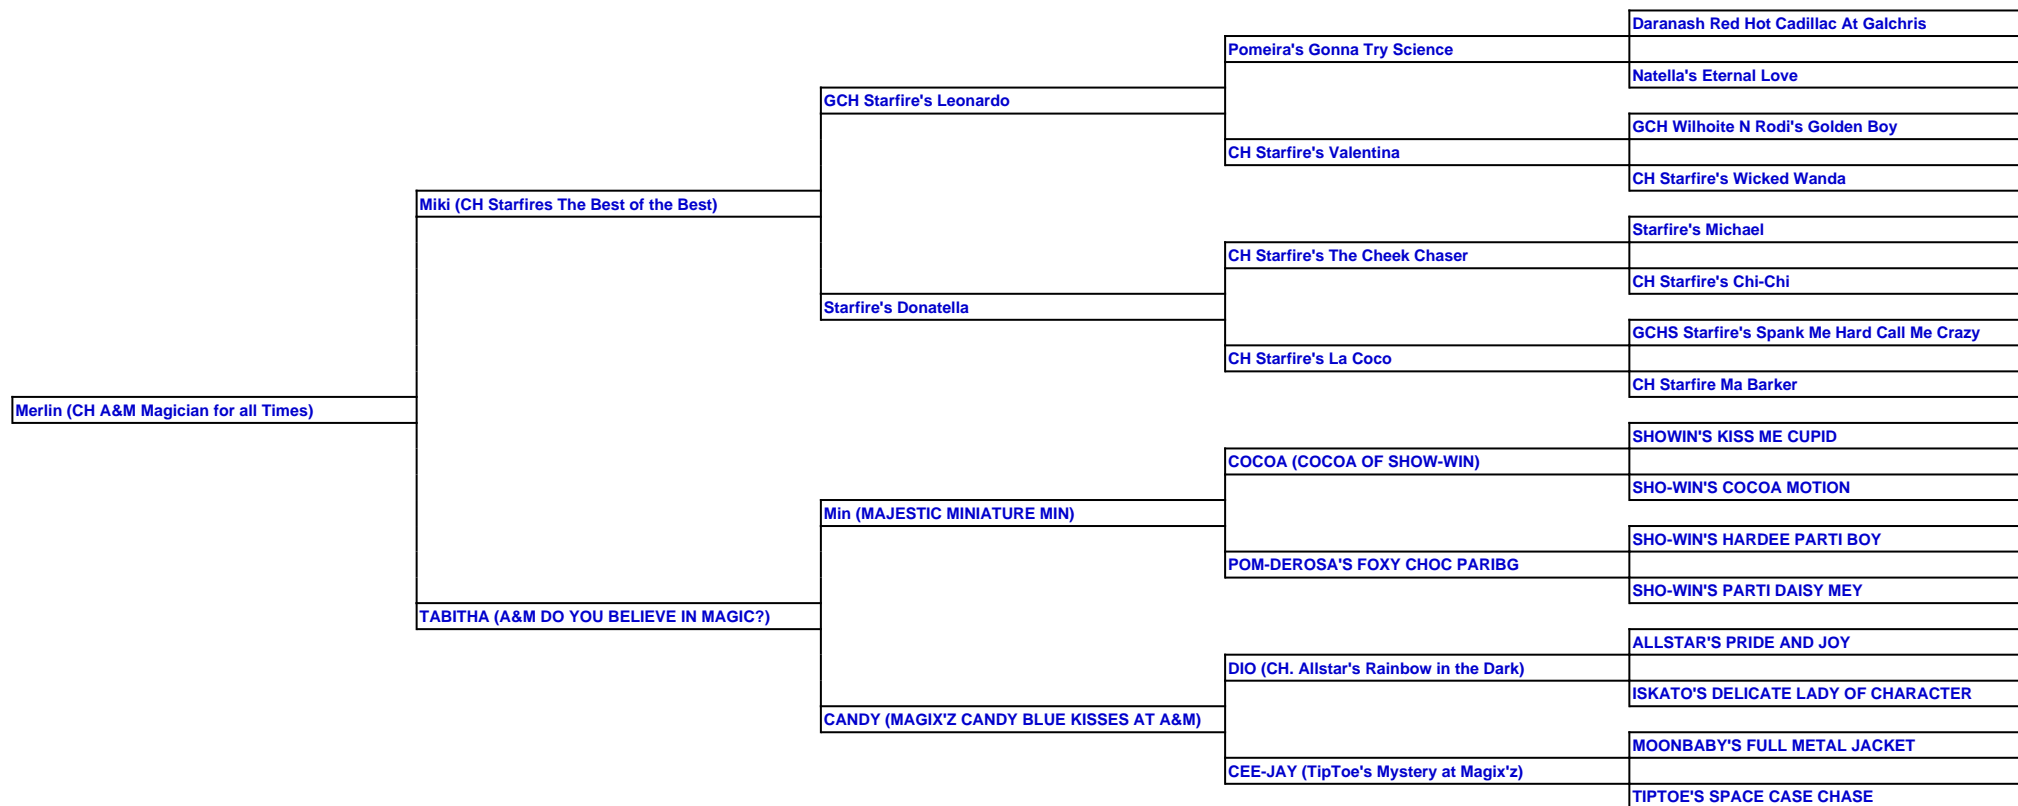 Daranash Red Hot Cadillac At Galchris
Pomeira's Gonna Try Science
Natella's Eternal Love
GCH Starfire's Leonardo
GCH Wilhoite N Rodi's Golden Boy
CH Starfire's Valentina
CH Starfire's Wicked Wanda
Miki (CH Starfires The Best of the Best)
Starfire's Michael
CH Starfire's The Cheek Chaser
CH Starfire's Chi-Chi
Starfire's Donatella
GCHS Starfire's Spank Me Hard Call Me Crazy
CH Starfire's La Coco
CH Starfire Ma Barker
Merlin (CH A&M Magician for all Times)
SHOWIN'S KISS ME CUPID
COCOA (COCOA OF SHOW-WIN)
SHO-WIN'S COCOA MOTION
Min (MAJESTIC MINIATURE MIN)
SHO-WIN'S HARDEE PARTI BOY
POM-DEROSA'S FOXY CHOC PARIBG
SHO-WIN'S PARTI DAISY MEY
TABITHA (A&M DO YOU BELIEVE IN MAGIC?)
ALLSTAR'S PRIDE AND JOY
DIO (CH. Allstar's Rainbow in the Dark)
ISKATO'S DELICATE LADY OF CHARACTER
CANDY (MAGIX'Z CANDY BLUE KISSES AT A&M)
MOONBABY'S FULL METAL JACKET
CEE-JAY (TipToe's Mystery at Magix'z)
TIPTOE'S SPACE CASE CHASE